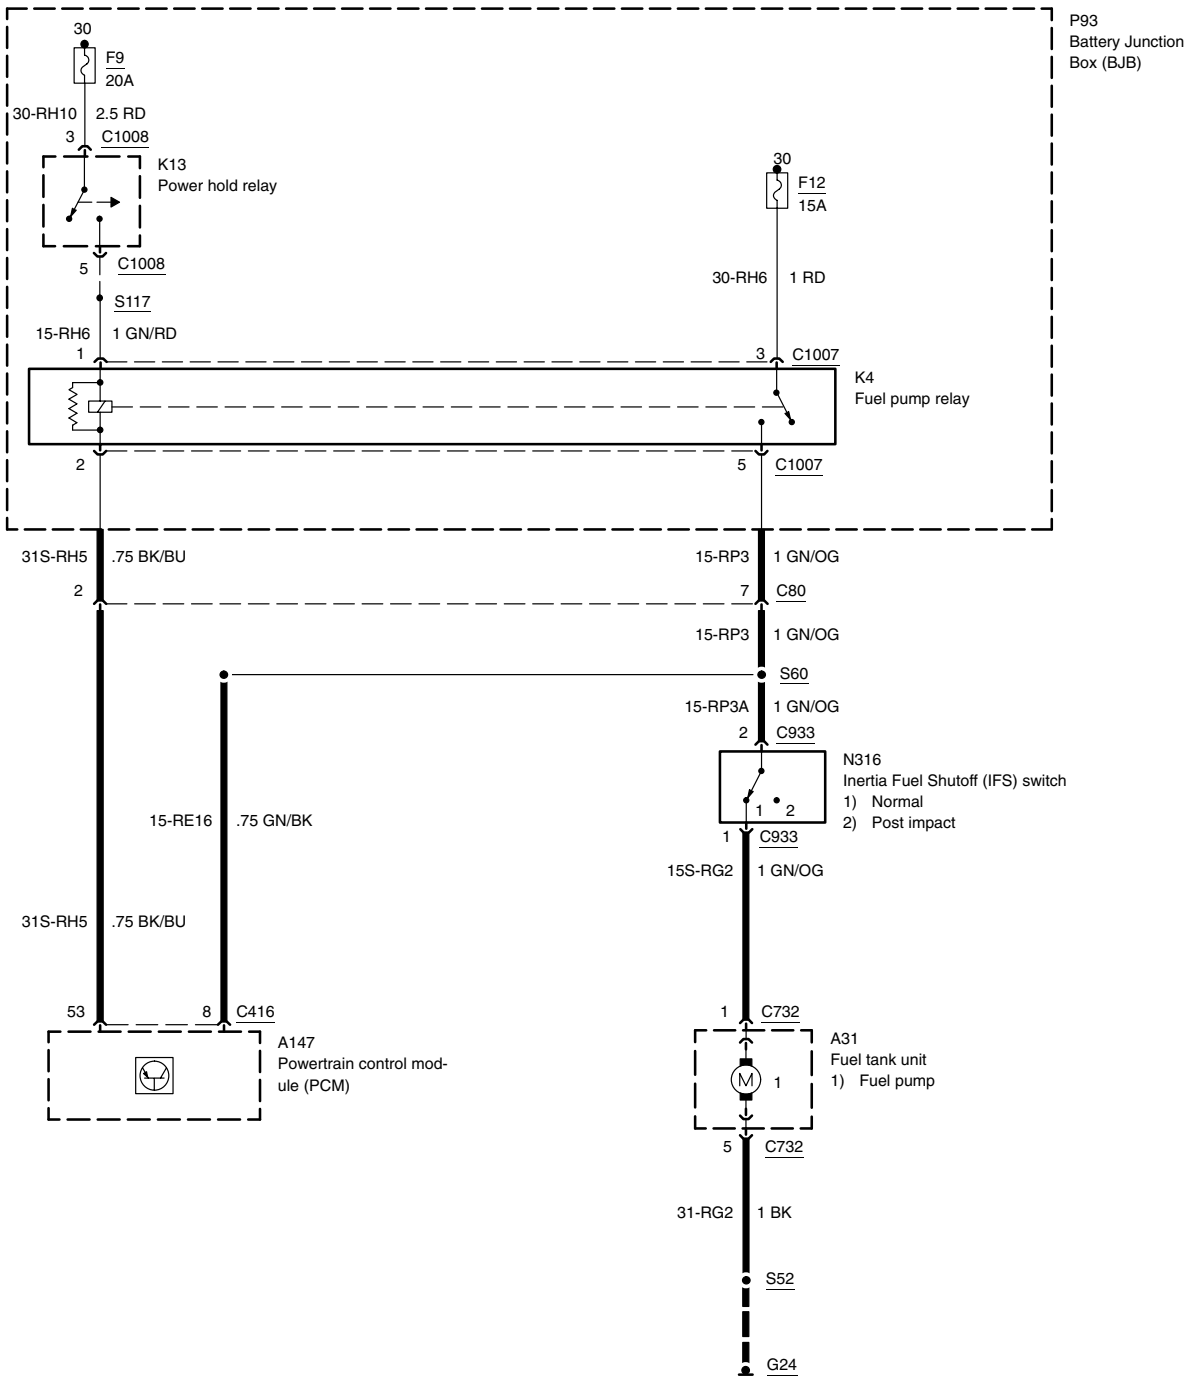 30
P93
Battery Junction
Box (BJB)
F9
20A
30-RH10 2.5 RD
3 C1008
K13
Power hold relay
30
F12
15A
5 C1008
30-RH6 1 RD
S117
15-RH6 1 GN/RD
1 3 C1007
K4
Fuel pump relay
2 5 C1007
31S-RH5 .75 BK/BU 15-RP3 1 GN/OG
2 7 C80
15-RP3 1 GN/OG
S60
15-RP3A 1 GN/OG
2 C933
N316
Inertia Fuel Shutoff (IFS) switch
1) Normal
2) Post impact
1 2
15-RE16 .75 GN/BK
1 C933
15S-RG2 1 GN/OG
31S-RH5 .75 BK/BU
53 8 C416
1 C732
A147
Powertrain control mod-
ule (PCM)
A31
Fuel tank unit
1) Fuel pump
M 1
5 C732
31-RG2 1 BK
S52
G24